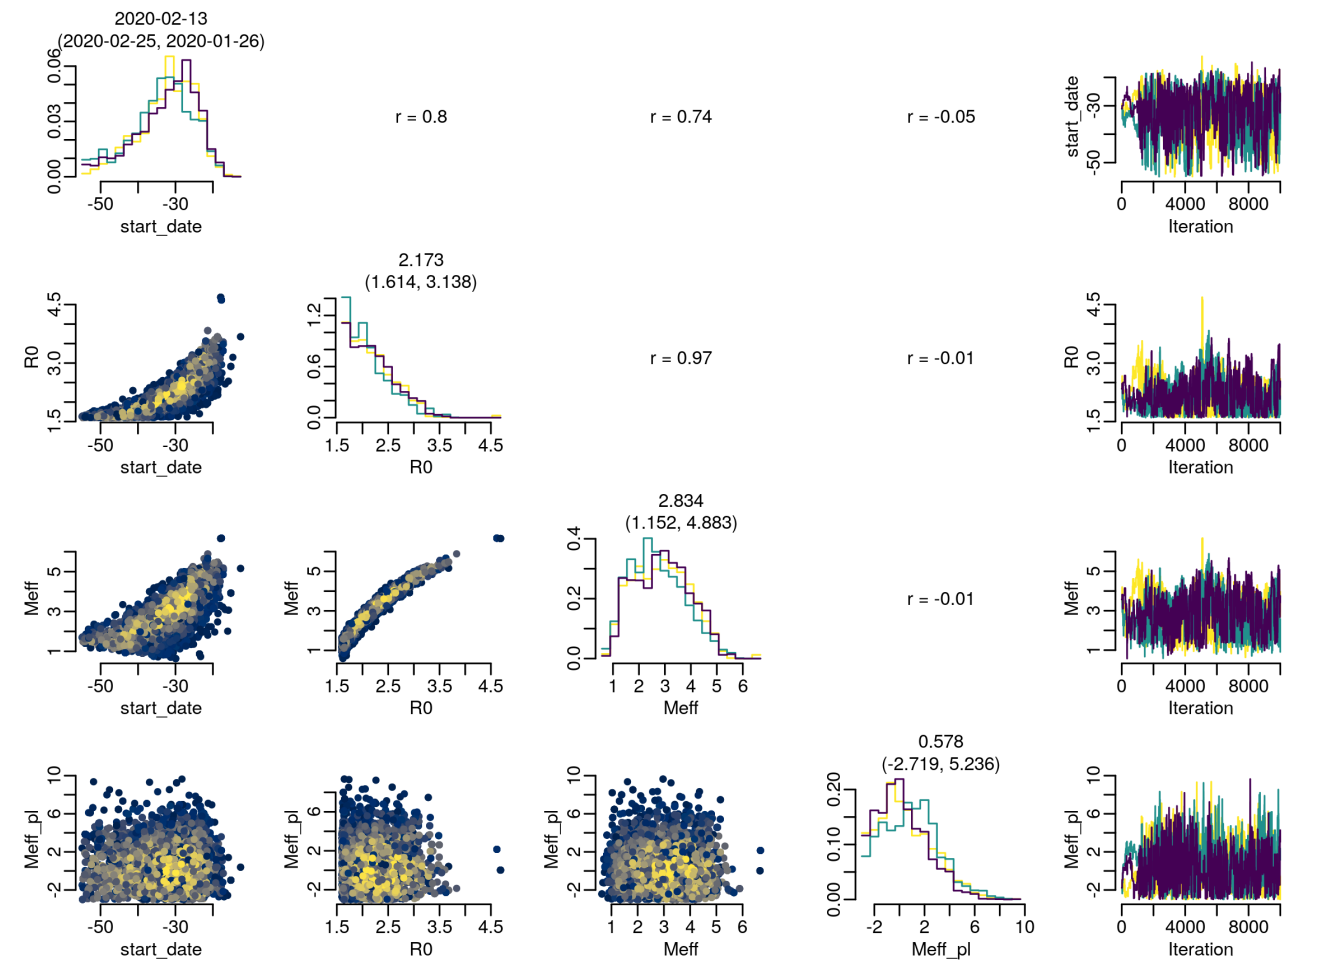 2020-02-13
(2020-02-25, 2020-01-26)
0.00 0.03 0.06
-50 -30
start_date
r = 0.8
r = 0.74
r = -0.05
start_date
-50 -30
0 4000 8000
Iteration
R0
1.5 3.0 4.5
-50 -30
start_date
2.173
(1.614, 3.138)
0.0 0.6 1.2
1.5 2.5 3.5 4.5
R0
r = 0.97
r = -0.01
R0
1.5 3.0 4.5
0 4000 8000
Iteration
Meff
1 3 5
-50 -30
start_date
Meff
1 3 5
1.5 2.5 3.5 4.5
R0
2.834
(1.152, 4.883)
0.0 0.2 0.4
1 2 3 4 5 6
Meff
r = -0.01
Meff
1 3 5
0 4000 8000
Iteration
Meff_pl
-2 2 6 10
-50 -30
start_date
Meff_pl
-2 2 6
1.5 2.5 3.5 4.5
R0
Meff_pl
-2 2 6 10
1 2 3 4 5 6
Meff
0.578
(-2.719, 5.236)
0.00 0.10 0.20
-2 2 6 10
Meff_pl
Meff_pl
-2 2 6 10
0 4000 8000
Iteration